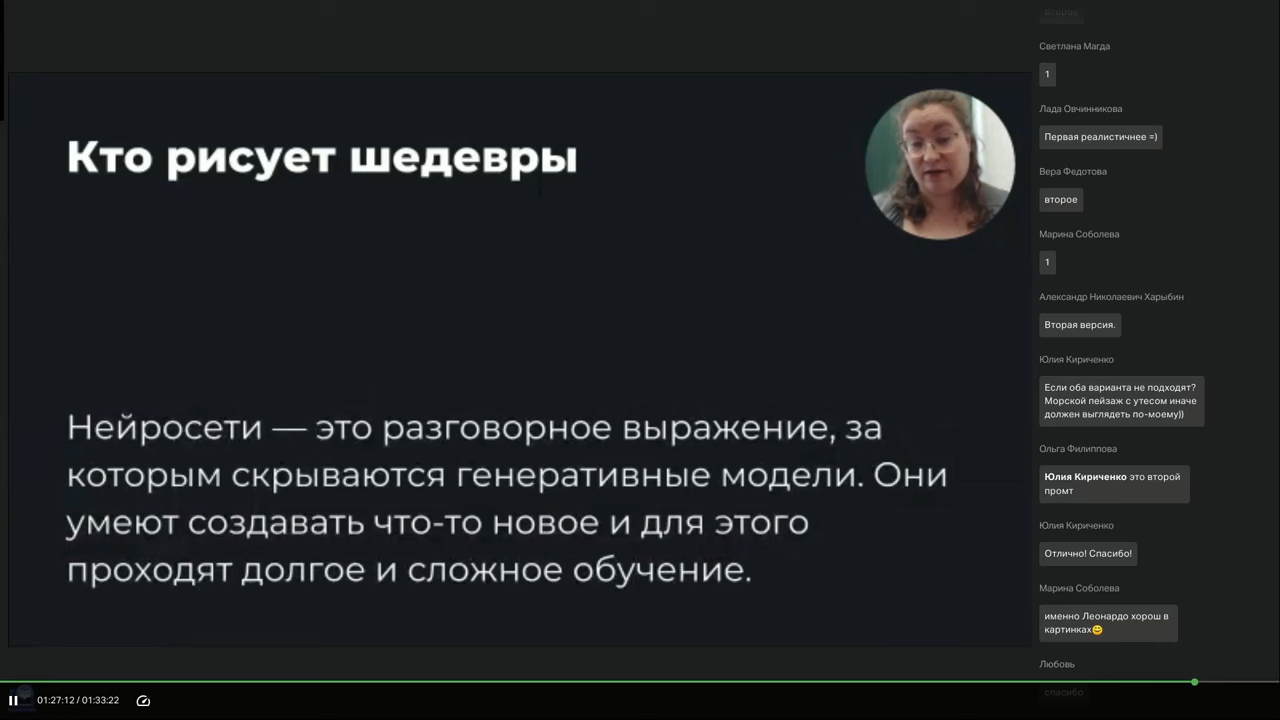 Кто рисует шедевры
Нейросети — это разговорное выражение, за
которым скрываются генеративные модели. Они
умеют создавать что-то новое и для этого
проходят долгое и сложное обучение.
второе
Светлана Магда
1
Лада Овчинникова
Первая реалистичнее =)
Вера Федотова
второе
Марина Соболева
1
Александр Николаевич Харыбин
Вторая версия.
Юлия Кириченко
Если оба варианта не подходят?
Морской пейзаж с утесом иначе
должен выглядеть по-моему))
Ольга Филиппова
Юлия Кириченко это второй
промт
Юлия Кириченко
Отлично! Спасибо!
Марина Соболева
именно Леонардо хорош в
картинках😊
Любовь
спасибо
01:27:12 / 01:33:22